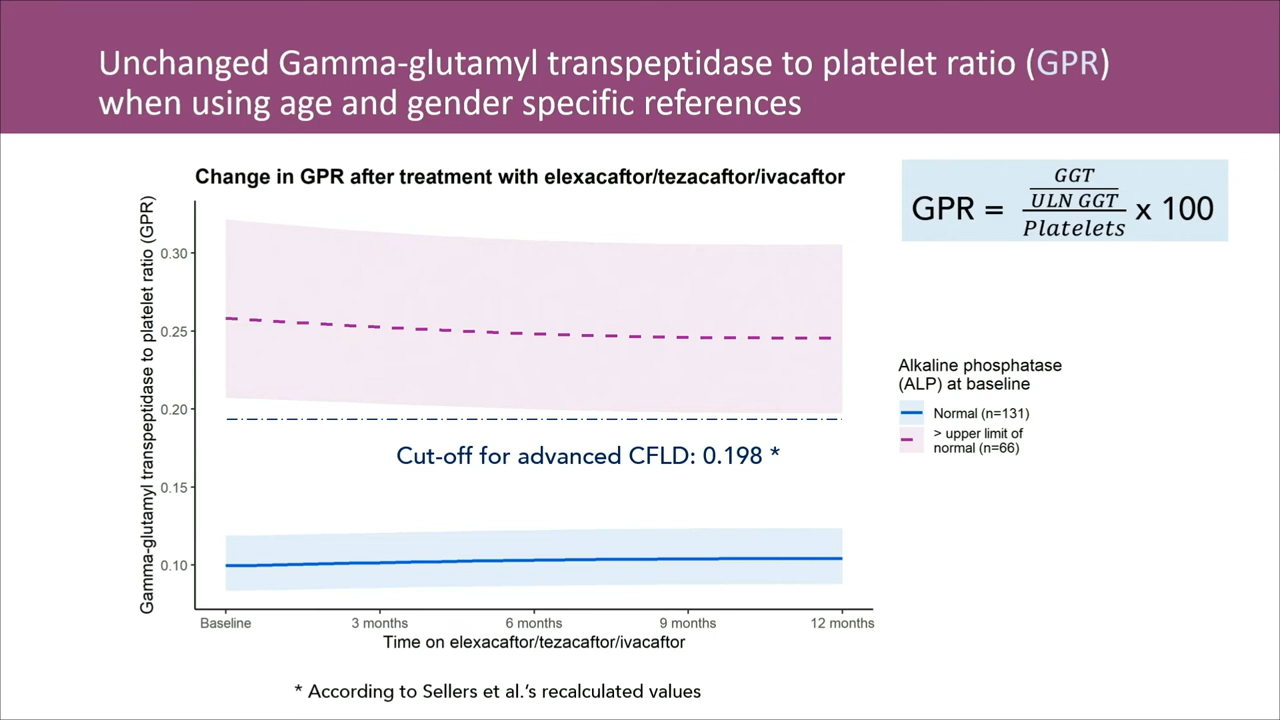 Unchanged Gamma-glutamyl transpeptidase to platelet ratio (GPR)
when using age and gender specific references
Change in GPR after treatment with elexacaftor/tezacaftor/ivacaftor
Gamma-glutamyl transpeptidase to platelet ratio (GPR)
0.30
0.25
0.20
0.15
0.10
Cut-off for advanced CFLD: 0.198 *
Baseline
3 months
6 months
9 months
12 months
Time on elexacaftor/tezacaftor/ivacaftor
GPR = GGT / ULN GGT / Platelets x 100
Alkaline phosphatase
(ALP) at baseline
Normal (n=131)
> upper limit of
normal (n=66)
* According to Sellers et al.'s recalculated values